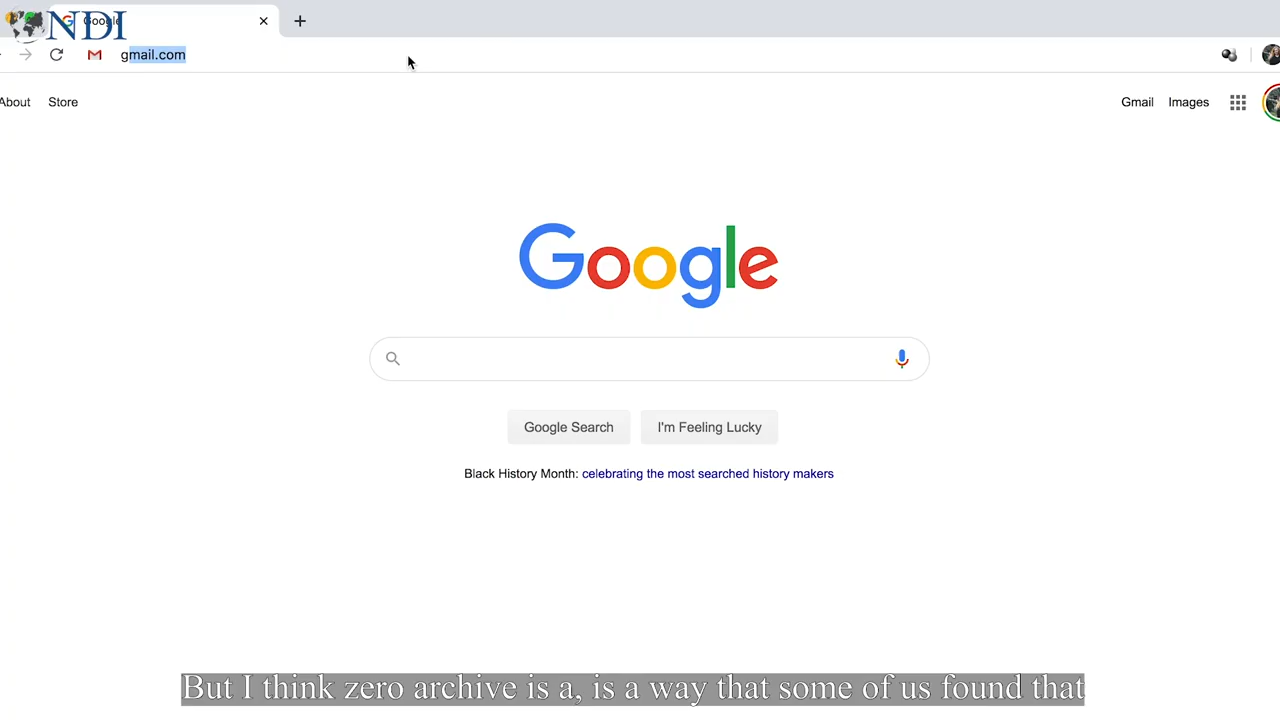 NDI
Google
gmail.com
About Store
Gmail Images
Google
Google Search I'm Feeling Lucky
Black History Month: celebrating the most searched history makers
But I think zero archive is a, is a way that some of us found that